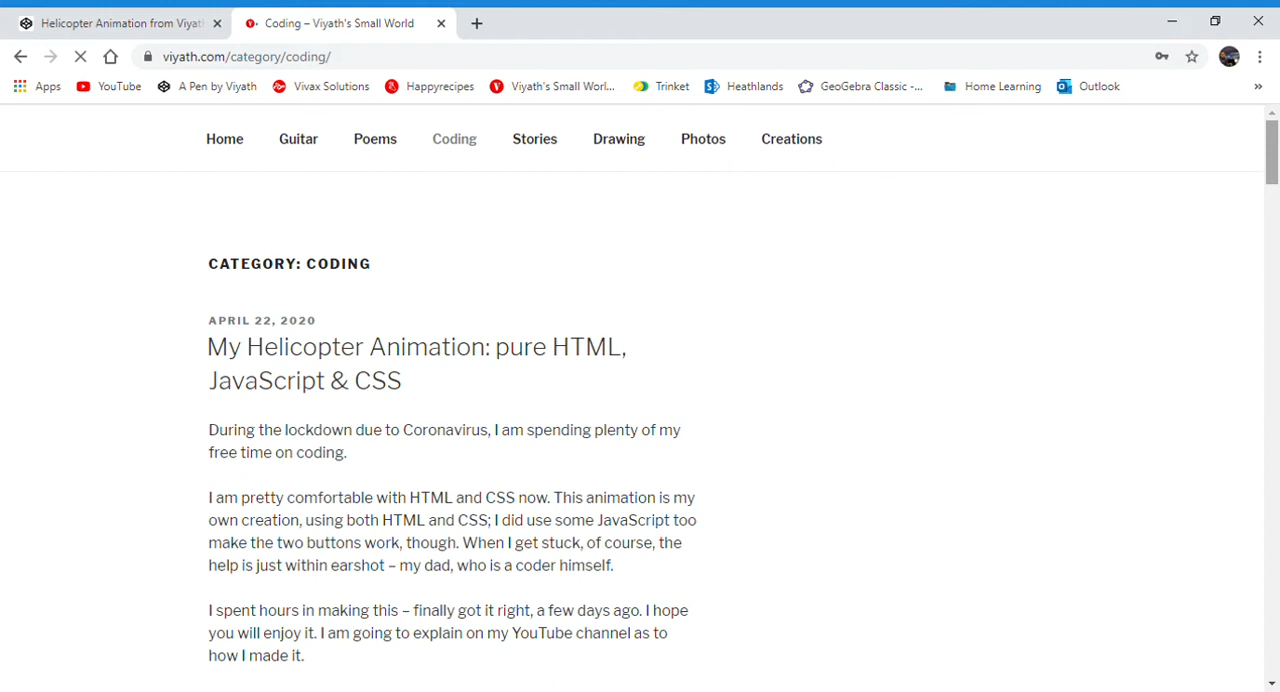 Helicopter Animation from Viyath
Coding – Viyath's Small World
viyath.com/category/coding/
Apps
YouTube
A Pen by Viyath
Vivax Solutions
Happyrecipes
Viyath's Small Worl...
Trinket
Heathlands
GeoGebra Classic -...
Home Learning
Outlook
»
Home
Guitar
Poems
Coding
Stories
Drawing
Photos
Creations
CATEGORY: CODING
APRIL 22, 2020
My Helicopter Animation: pure HTML,
JavaScript & CSS
During the lockdown due to Coronavirus, I am spending plenty of my
free time on coding.
I am pretty comfortable with HTML and CSS now. This animation is my
own creation, using both HTML and CSS; I did use some JavaScript too
make the two buttons work, though. When I get stuck, of course, the
help is just within earshot – my dad, who is a coder himself.
I spent hours in making this – finally got it right, a few days ago. I hope
you will enjoy it. I am going to explain on my YouTube channel as to
how I made it.